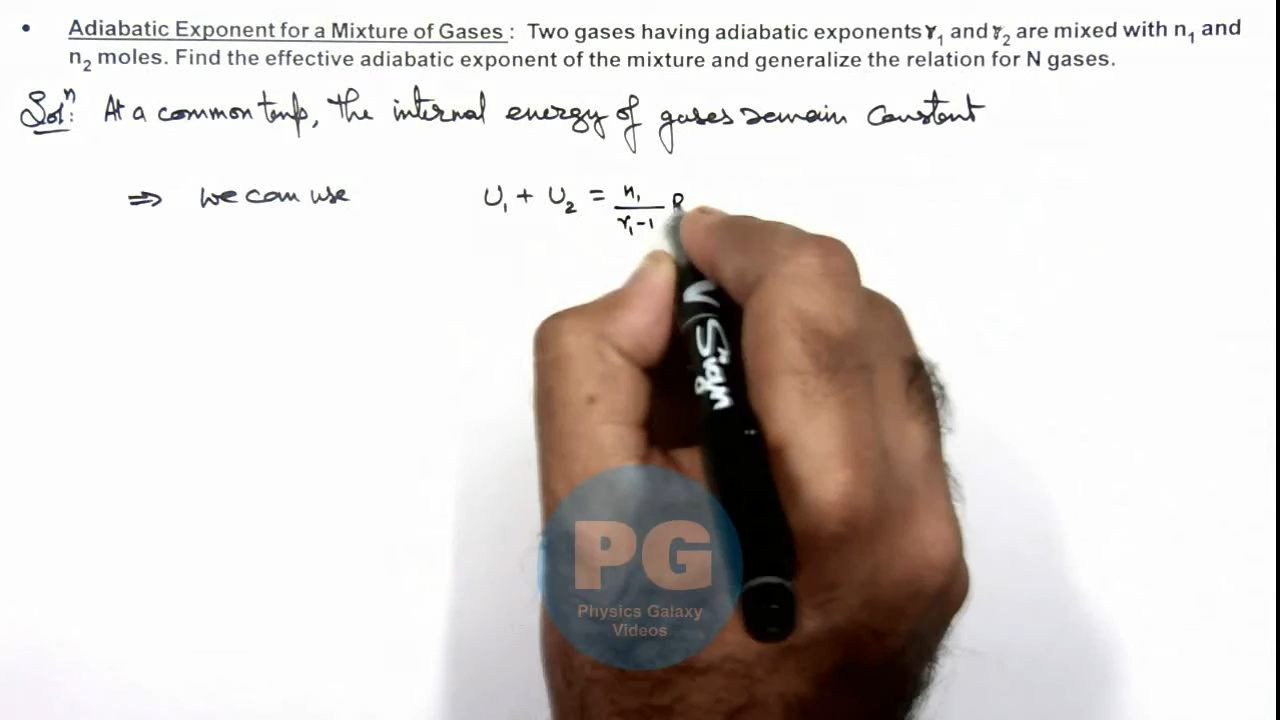 • Adiabatic Exponent for a Mixture of Gases : Two gases having adiabatic exponents γ₁ and γ₂ are mixed with n₁ and
n₂ moles. Find the effective adiabatic exponent of the mixture and generalize the relation for N gases.
Solⁿ: At a common temp, the internal energy of gases remain constant
⇒ we can use U₁ + U₂ = n₁/(γ₁-1) R
V Sign
PG
Physics Galaxy
Videos